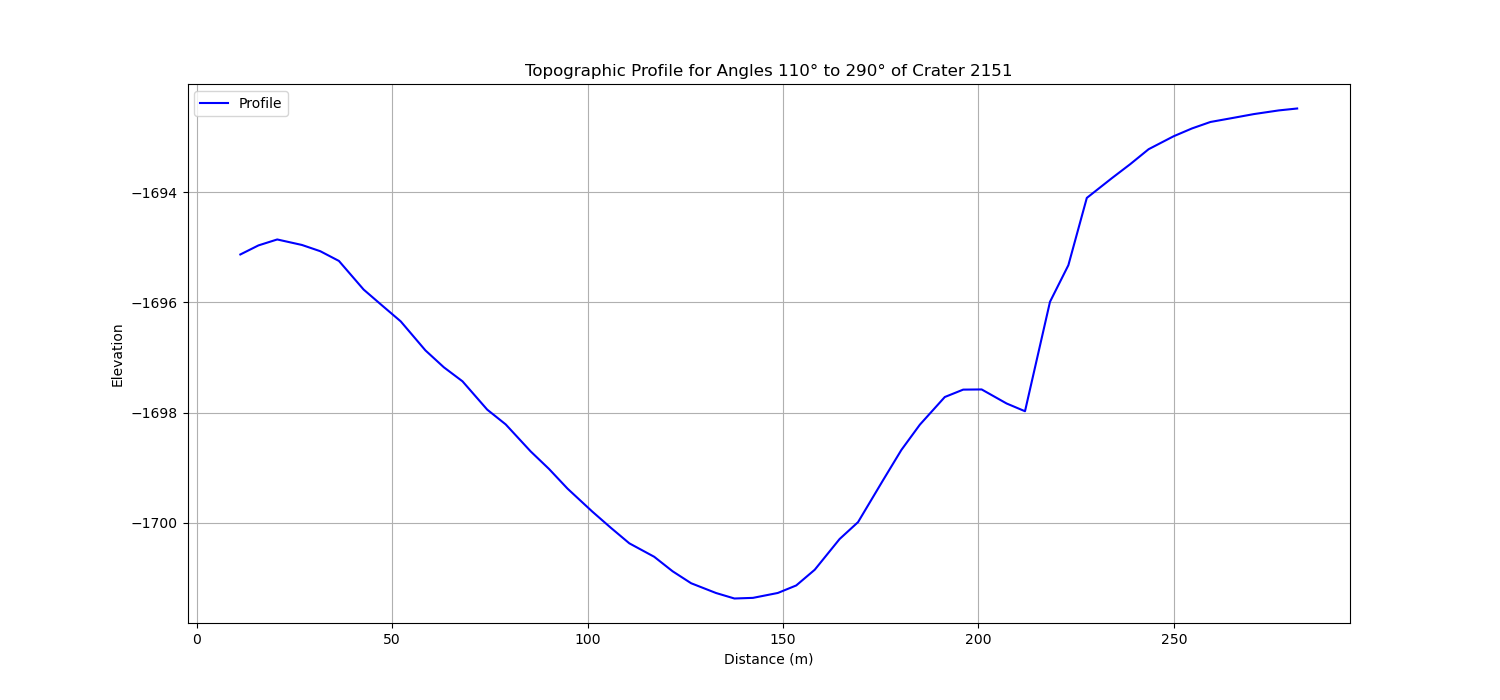 Topographic Profile for Angles 110° to 290° of Crater 2151
Profile
−1694
−1696
−1698
−1700
Elevation
0
50
100
150
200
250
Distance (m)